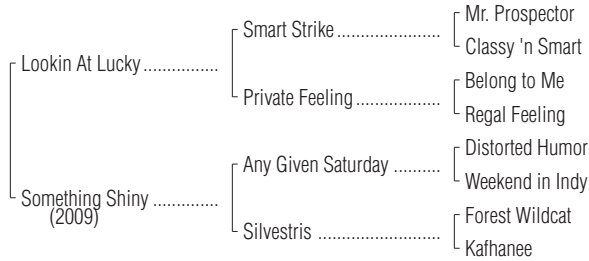 Mr. Prospector
Smart Strike ..................
Classy 'n Smart
Lookin At Lucky ...............
Belong to Me
Private Feeling ...............
Regal Feeling
Distorted Humor
Any Given Saturday .........
Weekend in Indy
Something Shiny .............
(2009)
Forest Wildcat
Silvestris ........................
Kafhanee